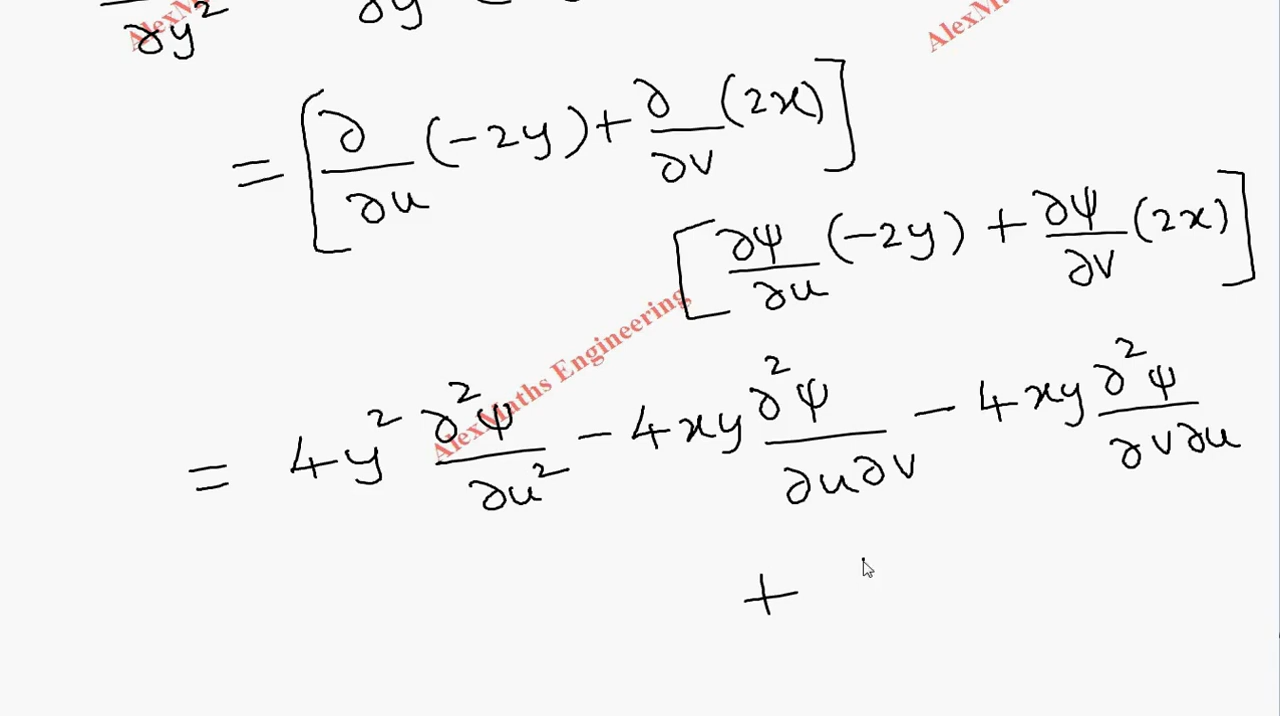 ∂y² ∂y
= [∂/∂u (-2y) + ∂/∂v (2x)]
[∂ψ/∂u (-2y) + ∂ψ/∂v (2x)]
AlexMaths Engineering
= 4y² ∂²ψ/∂u² - 4xy ∂²ψ/∂u∂v - 4xy ∂²ψ/∂v∂u
+